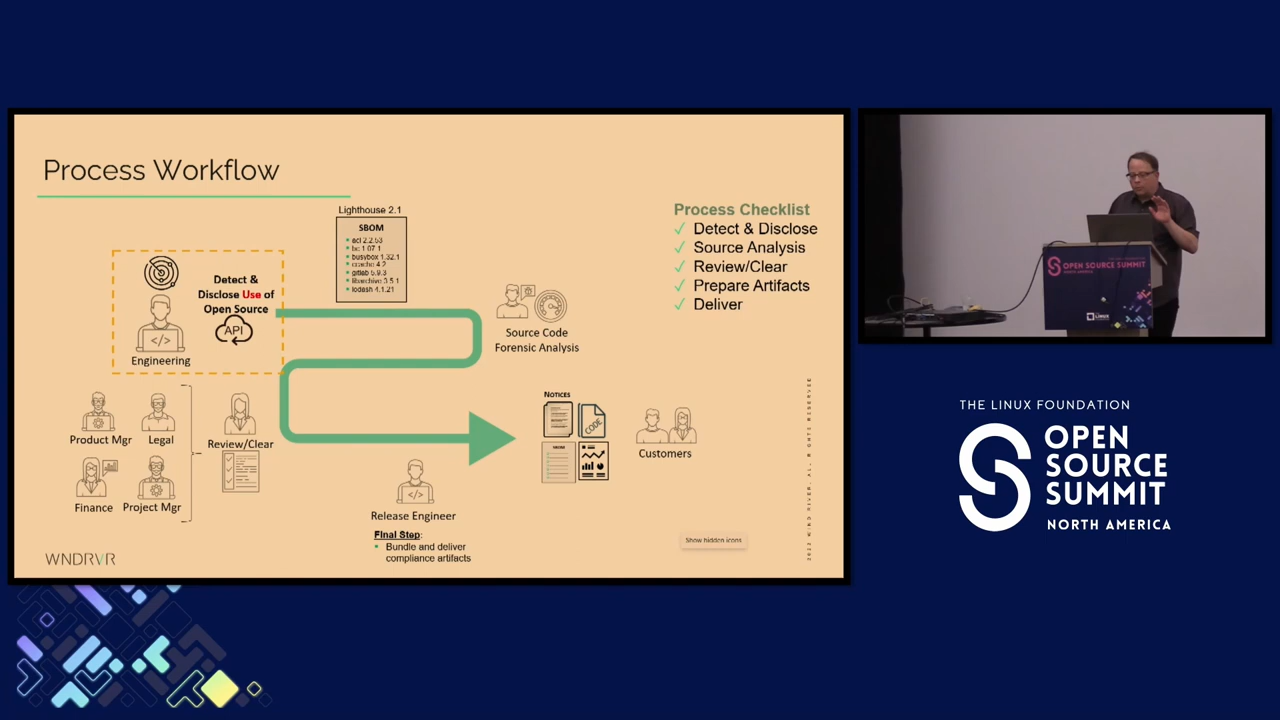 Process Workflow
Lighthouse 2.1
SBOM
acl 2.2.53
bc 1.07.1
busybox 1.32.1
ccache 4.2
gitlab 5.9.3
libarchive 3.5.1
lodash 4.1.21
Detect &
Disclose Use of
Open Source
API
</>
Engineering
Source Code
Forensic Analysis
Process Checklist
✓ Detect & Disclose
✓ Source Analysis
✓ Review/Clear
✓ Prepare Artifacts
✓ Deliver
Product Mgr
Legal
Review/Clear
Finance
Project Mgr
</>
Release Engineer
Final Step:
Bundle and deliver
compliance artifacts
NOTICES
CODE
Customers
Show hidden icons
WNDRVR
OPEN SOURCE SUMMIT
LINUX
THE LINUX FOUNDATION
OPEN
SOURCE
SUMMIT
NORTH AMERICA